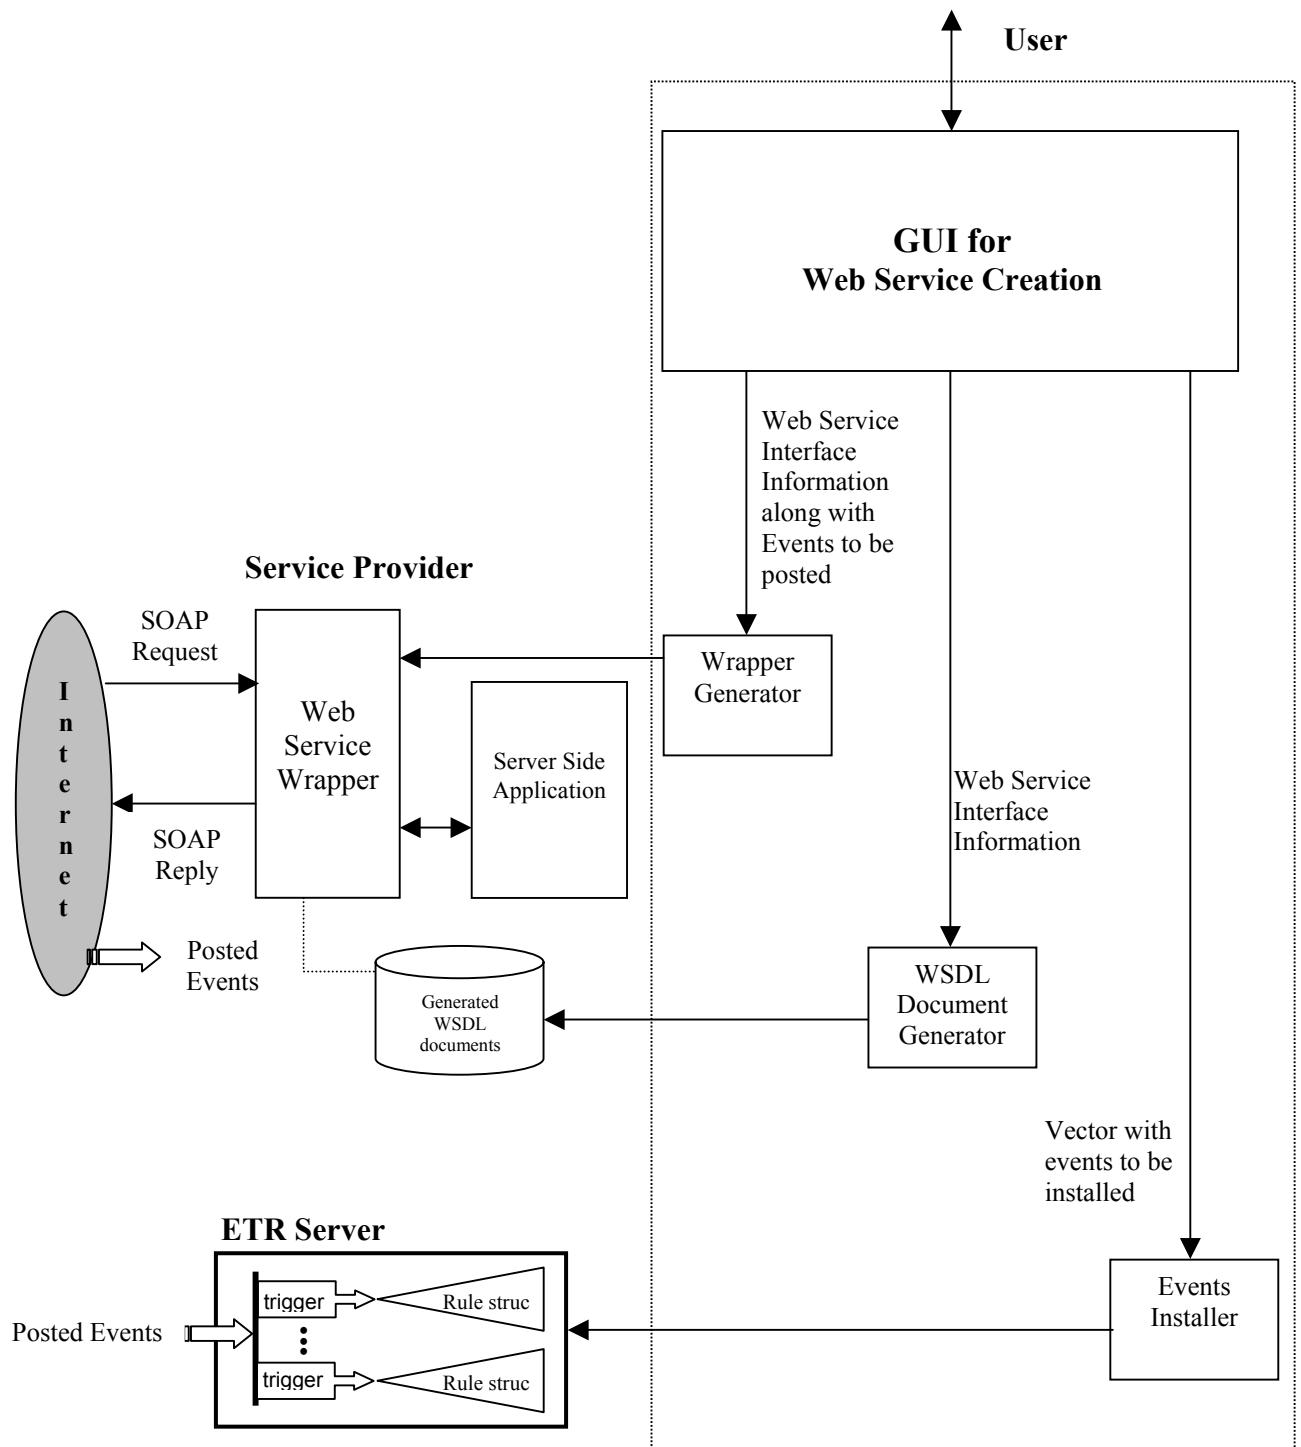 User
GUI for
Web Service Creation
Web Service
Interface
Information
along with
Events to be
posted
Service Provider
SOAP
Request
Internet
Web
Service
Wrapper
Server Side
Application
Wrapper
Generator
SOAP
Reply
Web Service
Interface
Information
Posted
Events
Generated
WSDL
documents
WSDL
Document
Generator
Vector with
events to be
installed
ETR Server
Posted Events
trigger
Rule struc
trigger
Rule struc
Events
Installer